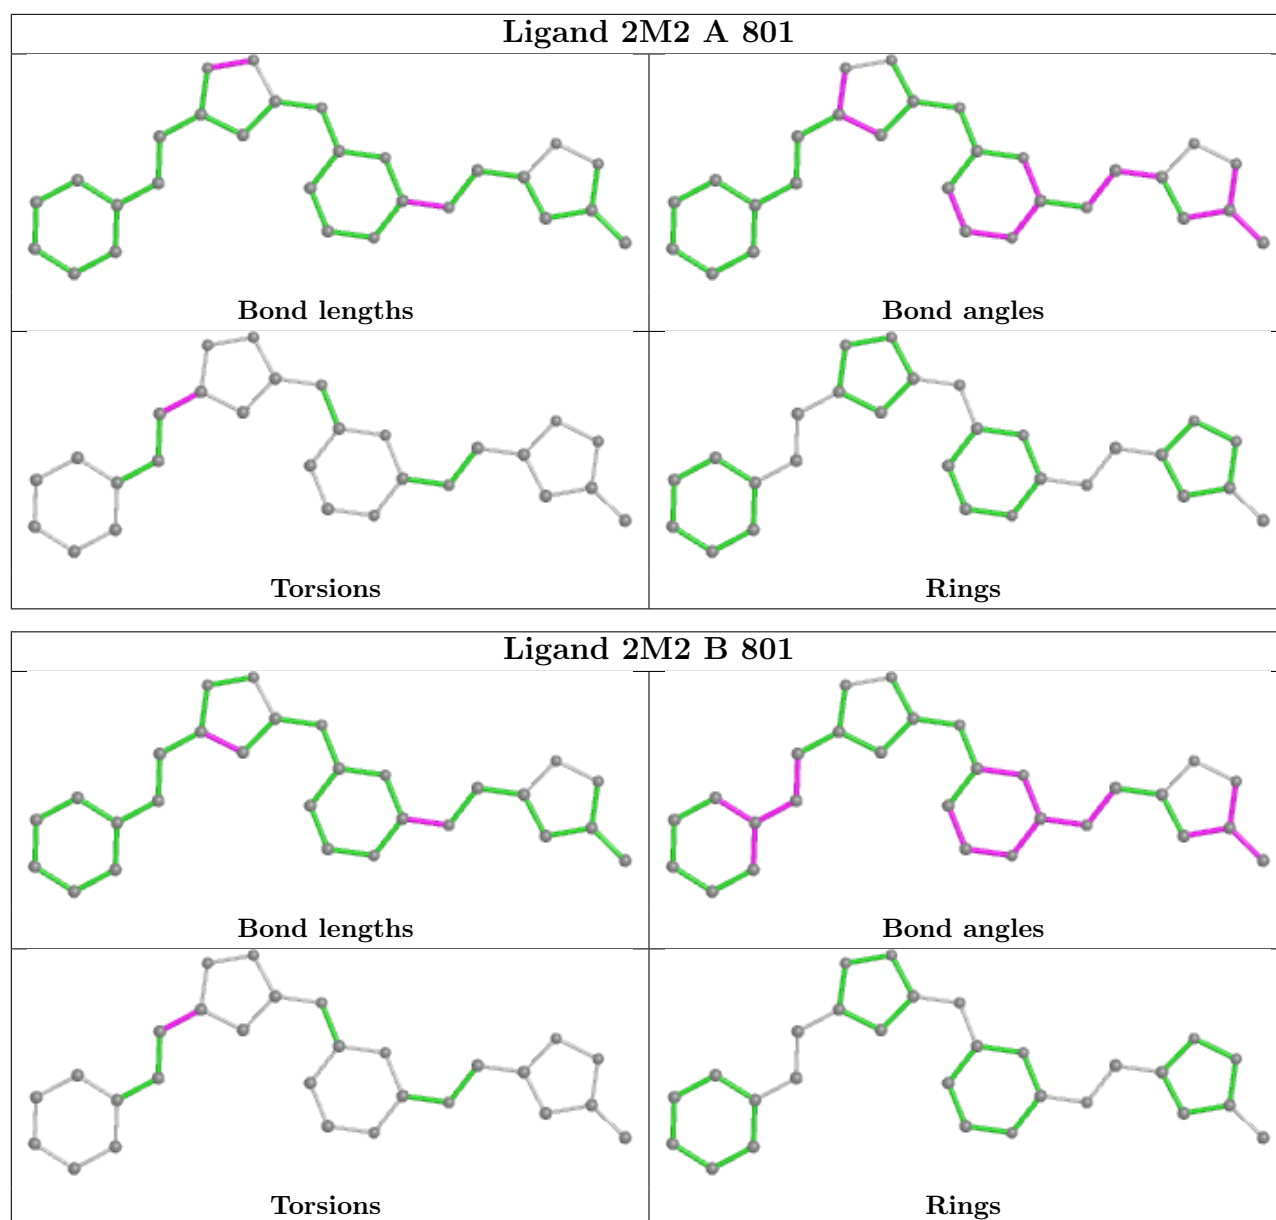 Ligand 2M2 A 801
Bond lengths
Bond angles
Torsions
Rings
Ligand 2M2 B 801
Bond lengths
Bond angles
Torsions
Rings